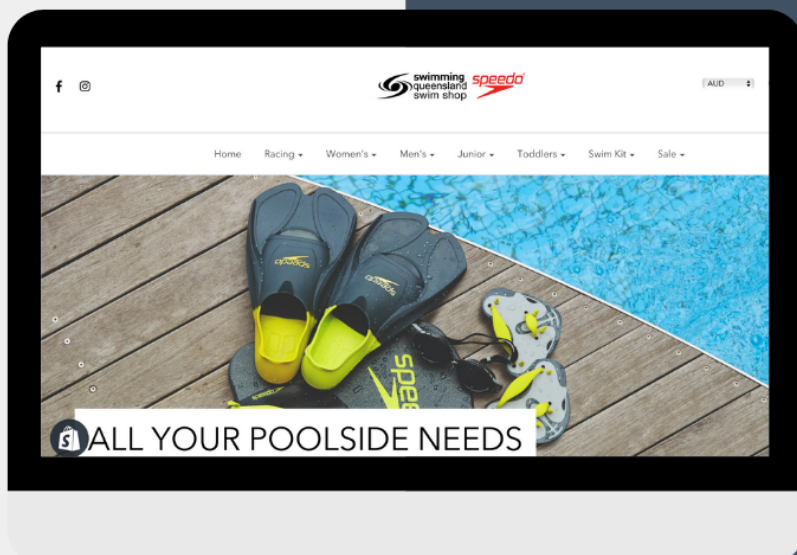 f
swimming
queensland
swim shop
speedo
AUD
Home Racing Women's Men's Junior Toddlers Swim Kit Sale
speedo
speedo
speedo
S
ALL YOUR POOLSIDE NEEDS